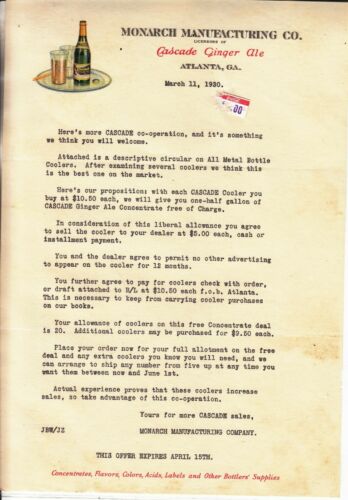 MONARCH MANUFACTURING CO.
LICENSORS OF
Cascade Ginger Ale
ATLANTA, GA.
March 11, 1930.
.00
Here's more CASCADE co-operation, and it's something
we think you will welcome.
Attached is a descriptive circular on All Metal Bottle
Coolers. After examining several coolers we think this
is the best one on the market.
Here's our proposition: with each CASCADE Cooler you
buy at $10.50 each, we will give you one-half gallon of
CASCADE Ginger Ale Concentrate free of Charge.
In consideration of this liberal allowance you agree
to sell the cooler to your dealer at $5.00 each, cash or
installment payment.
You and the dealer agree to permit no other advertising
to appear on the cooler for 12 months.
You further agree to pay for coolers check with order,
or draft attached to B/L at $10.50 each f.o.b. Atlanta.
This is necessary to keep from carrying cooler purchases
on our books.
Your allowance of coolers on this free Concentrate deal
is 20. Additional coolers may be purchased for $9.50 each.
Place your order now for your full allotment on the free
deal and any extra coolers you know you will need, and we
can arrange to ship any number from five up at any time you
want them between now and June 1st.
Actual experience proves that these coolers increase
sales, so take advantage of this co-operation.
Yours for more CASCADE sales,
JBW/JZ MONARCH MANUFACTURING COMPANY.
THIS OFFER EXPIRES APRIL 15TH.
Concentrates, Flavors, Colors, Acids, Labels and Other Bottlers' Supplies